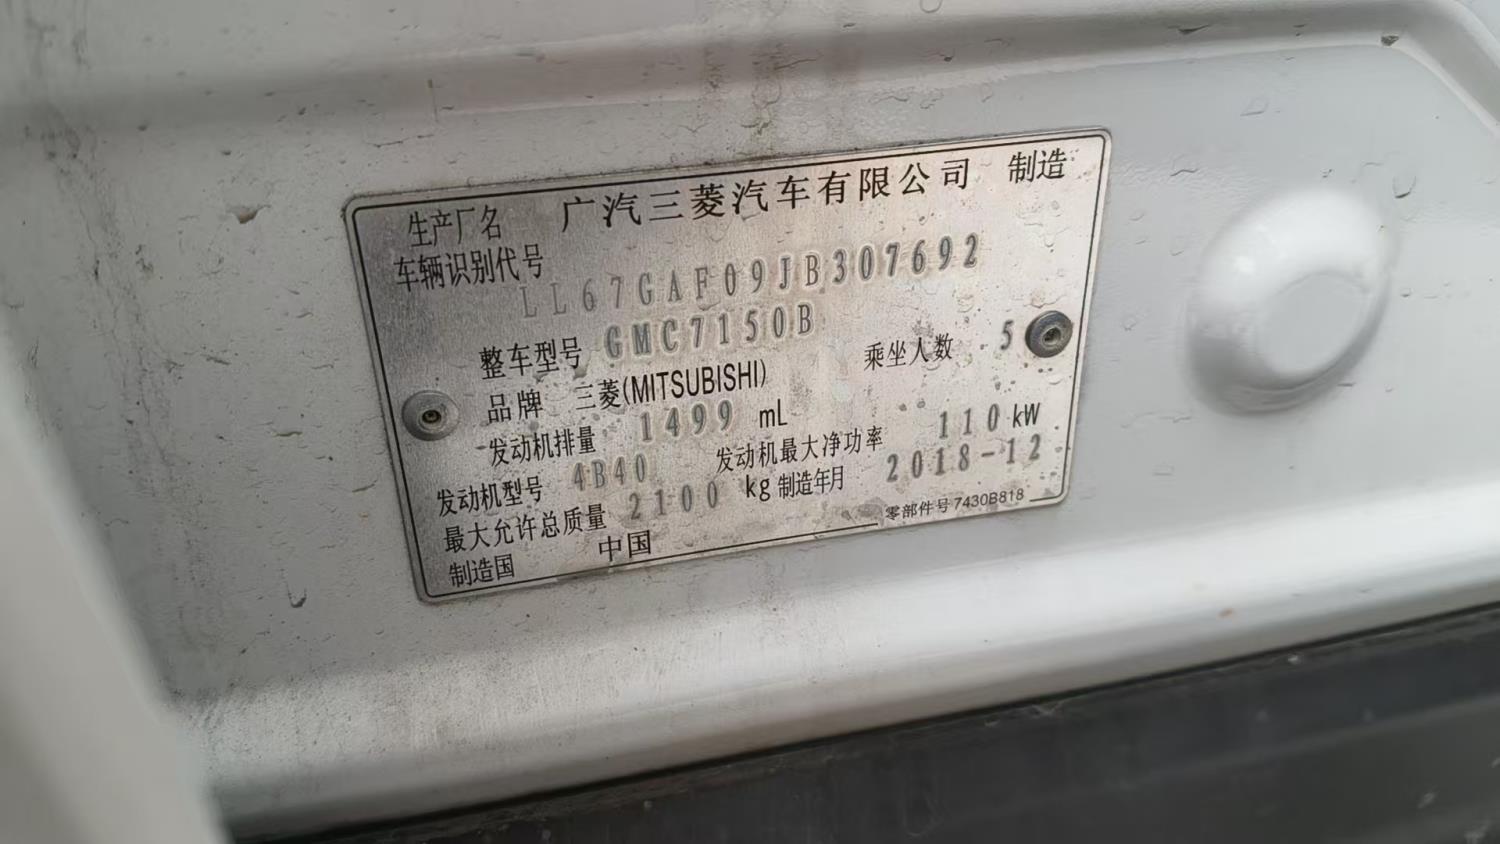 生产厂名 广汽三菱汽车有限公司 制造
车辆识别代号 LL67GAF09JB307692
整车型号 GMC7150B 乘坐人数 5
品牌 三菱(MITSUBISHI)
发动机排量 1499 mL 发动机最大净功率 110 kW
发动机型号 4B40
最大允许总质量 2100 kg 制造年月 2018-12
制造国 中国 零部件号 7430B818